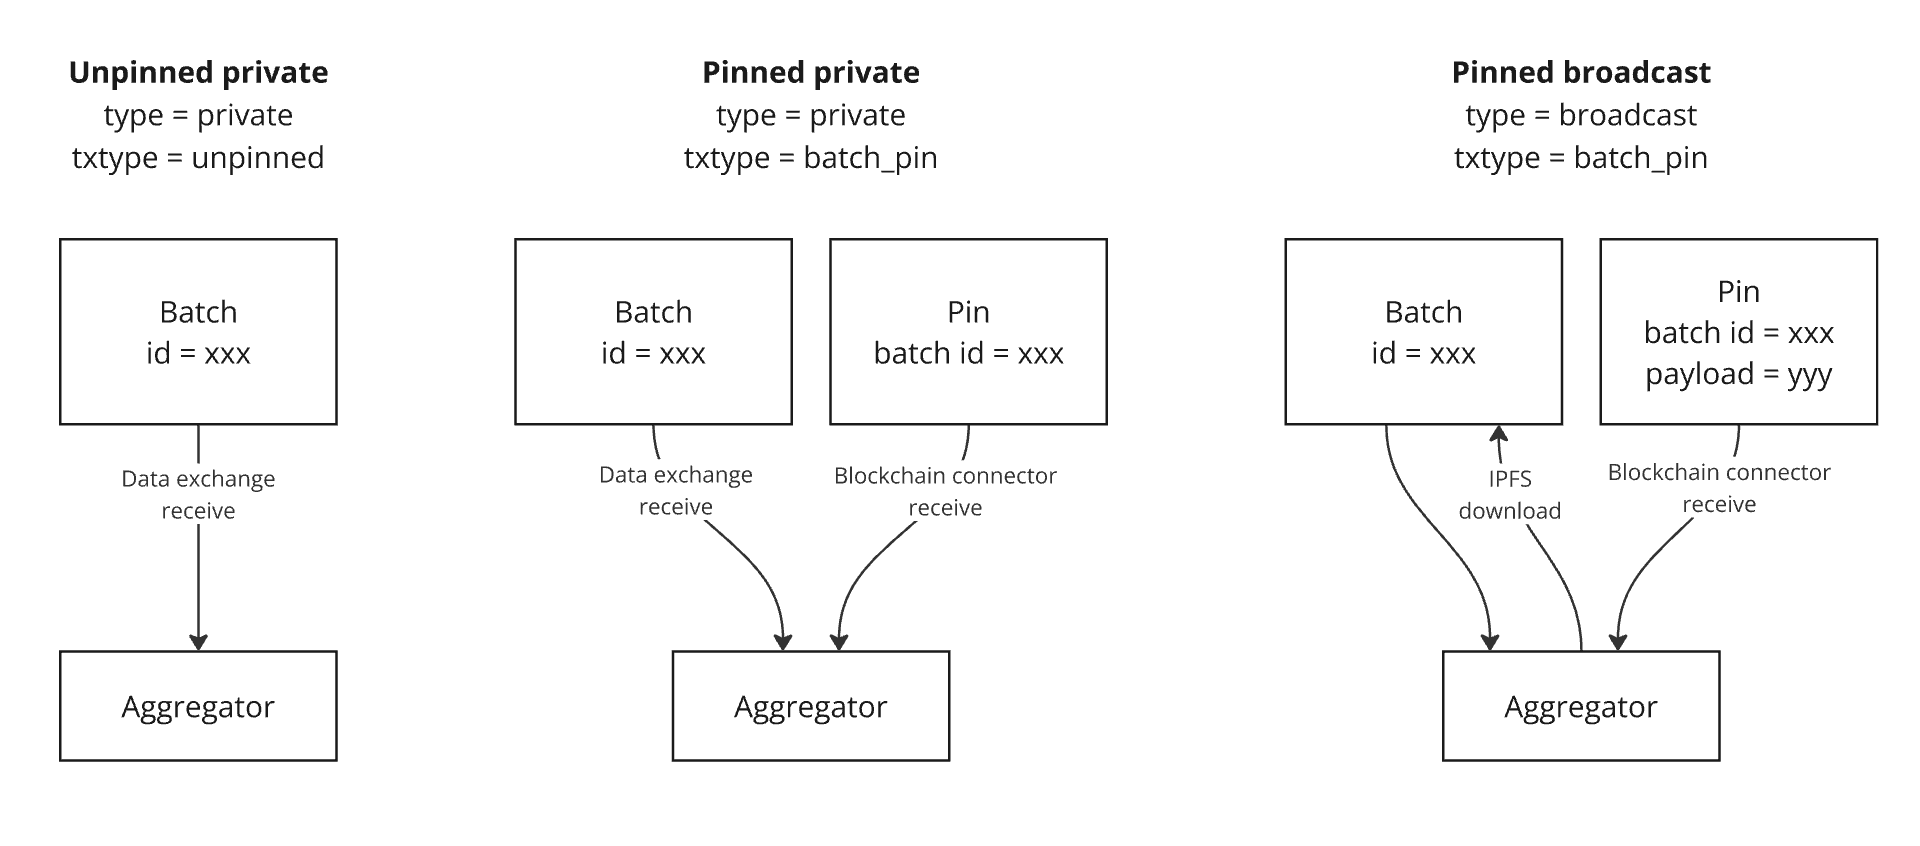 Unpinned private
type = private
txtype = unpinned
Batch
id = xxx
Data exchange
receive
Aggregator
Pinned private
type = private
txtype = batch_pin
Batch
id = xxx
Pin
batch id = xxx
Data exchange
receive
Blockchain connector
receive
Aggregator
Pinned broadcast
type = broadcast
txtype = batch_pin
Batch
id = xxx
Pin
batch id = xxx
payload = yyy
IPFS
download
Blockchain connector
receive
Aggregator